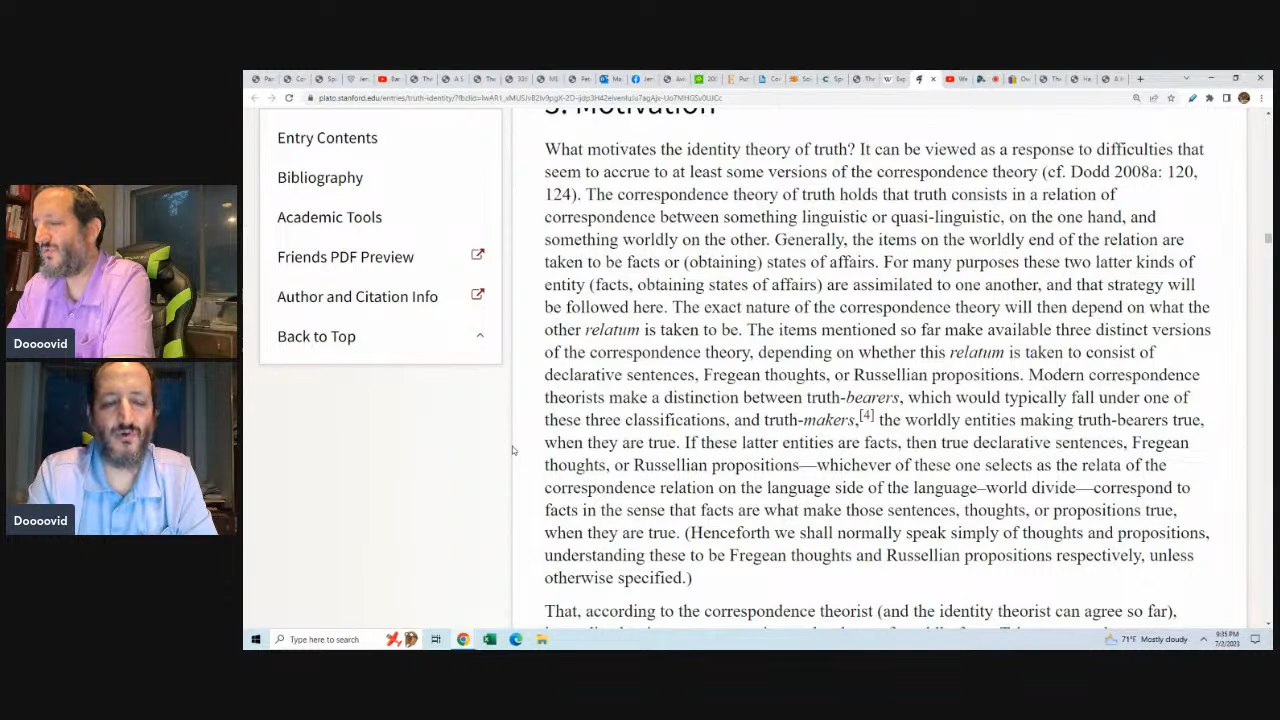 plato.stanford.edu/entries/truth-identity/
Motivation
Entry Contents
Bibliography
Academic Tools
Friends PDF Preview
Author and Citation Info
Back to Top
What motivates the identity theory of truth? It can be viewed as a response to difficulties that
seem to accrue to at least some versions of the correspondence theory (cf. Dodd 2008a: 120,
124). The correspondence theory of truth holds that truth consists in a relation of
correspondence between something linguistic or quasi-linguistic, on the one hand, and
something worldly on the other. Generally, the items on the worldly end of the relation are
taken to be facts or (obtaining) states of affairs. For many purposes these two latter kinds of
entity (facts, obtaining states of affairs) are assimilated to one another, and that strategy will
be followed here. The exact nature of the correspondence theory will then depend on what the
other relatum is taken to be. The items mentioned so far make available three distinct versions
of the correspondence theory, depending on whether this relatum is taken to consist of
declarative sentences, Fregean thoughts, or Russellian propositions. Modern correspondence
theorists make a distinction between truth-bearers, which would typically fall under one of
these three classifications, and truth-makers,[4] the worldly entities making truth-bearers true,
when they are true. If these latter entities are facts, then true declarative sentences, Fregean
thoughts, or Russellian propositions—whichever of these one selects as the relata of the
correspondence relation on the language side of the language–world divide—correspond to
facts in the sense that facts are what make those sentences, thoughts, or propositions true,
when they are true. (Henceforth we shall normally speak simply of thoughts and propositions,
understanding these to be Fregean thoughts and Russellian propositions respectively, unless
otherwise specified.)
That, according to the correspondence theorist (and the identity theorist can agree so far),
Doooovid
Doooovid
Type here to search
71°F Mostly cloudy
9:35 PM
7/2/2023